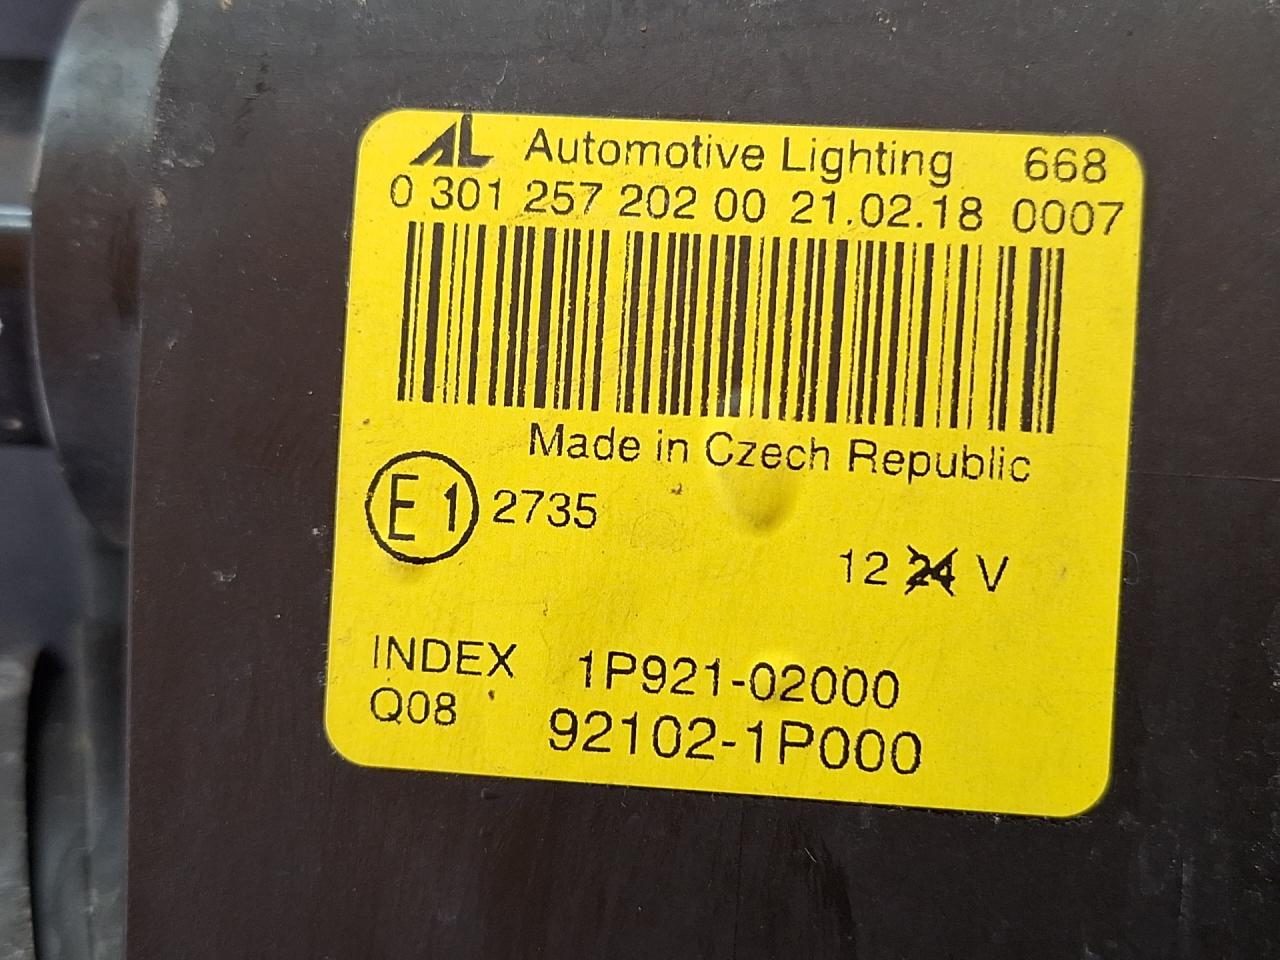 AL Automotive Lighting 668
0 301 257 202 00 21.02.18 0007
Made in Czech Republic
E1 2735
12 24 V
INDEX 1P921-02000
Q08 92102-1P000